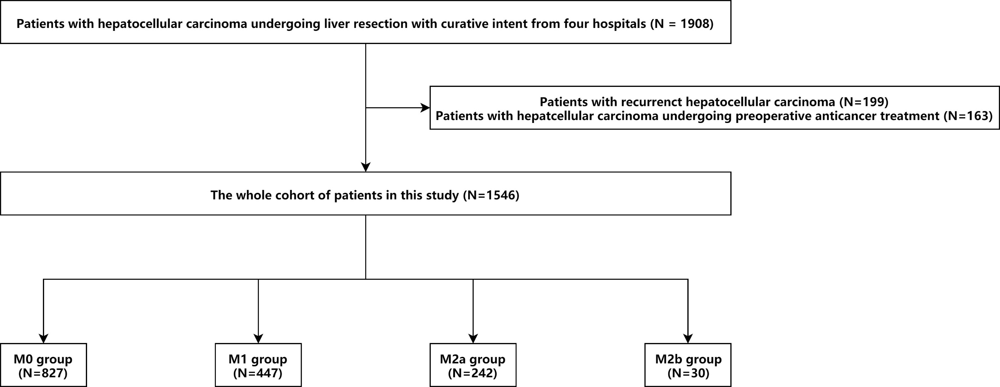 Patients with hepatocellular carcinoma undergoing liver resection with curative intent from four hospitals (N = 1908)
Patients with recurrenct hepatocellular carcinoma (N=199)
Patients with hepatcellular carcinoma undergoing preoperative anticancer treatment (N=163)
The whole cohort of patients in this study (N=1546)
M0 group
(N=827)
M1 group
(N=447)
M2a group
(N=242)
M2b group
(N=30)